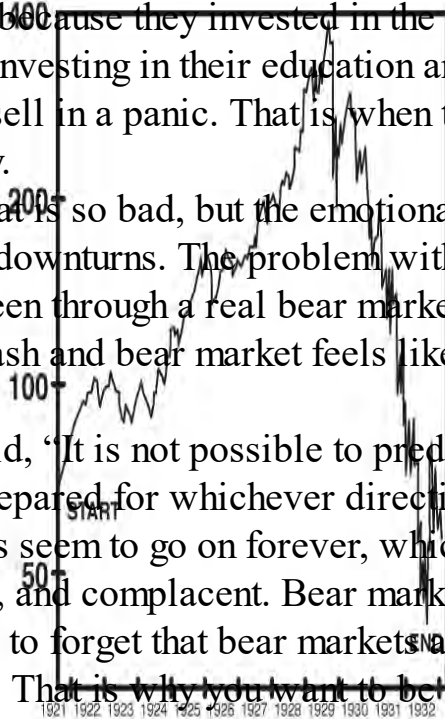 400
because they invested in the
nvesting in their education a
sell in a panic. That is when
200
at is so bad, but the emotiona
downturns. The problem with
een through a real bear marke
ash and bear market feels like
100
d, “It is not possible to pred
epared for whichever directi
START
s seem to go on forever, whic
50
, and complacent. Bear mark
to forget that bear markets a
END
That is why you want to be
1921 1922 1923 1924 1925 1926 1927 1928 1929 1930 1931 1932